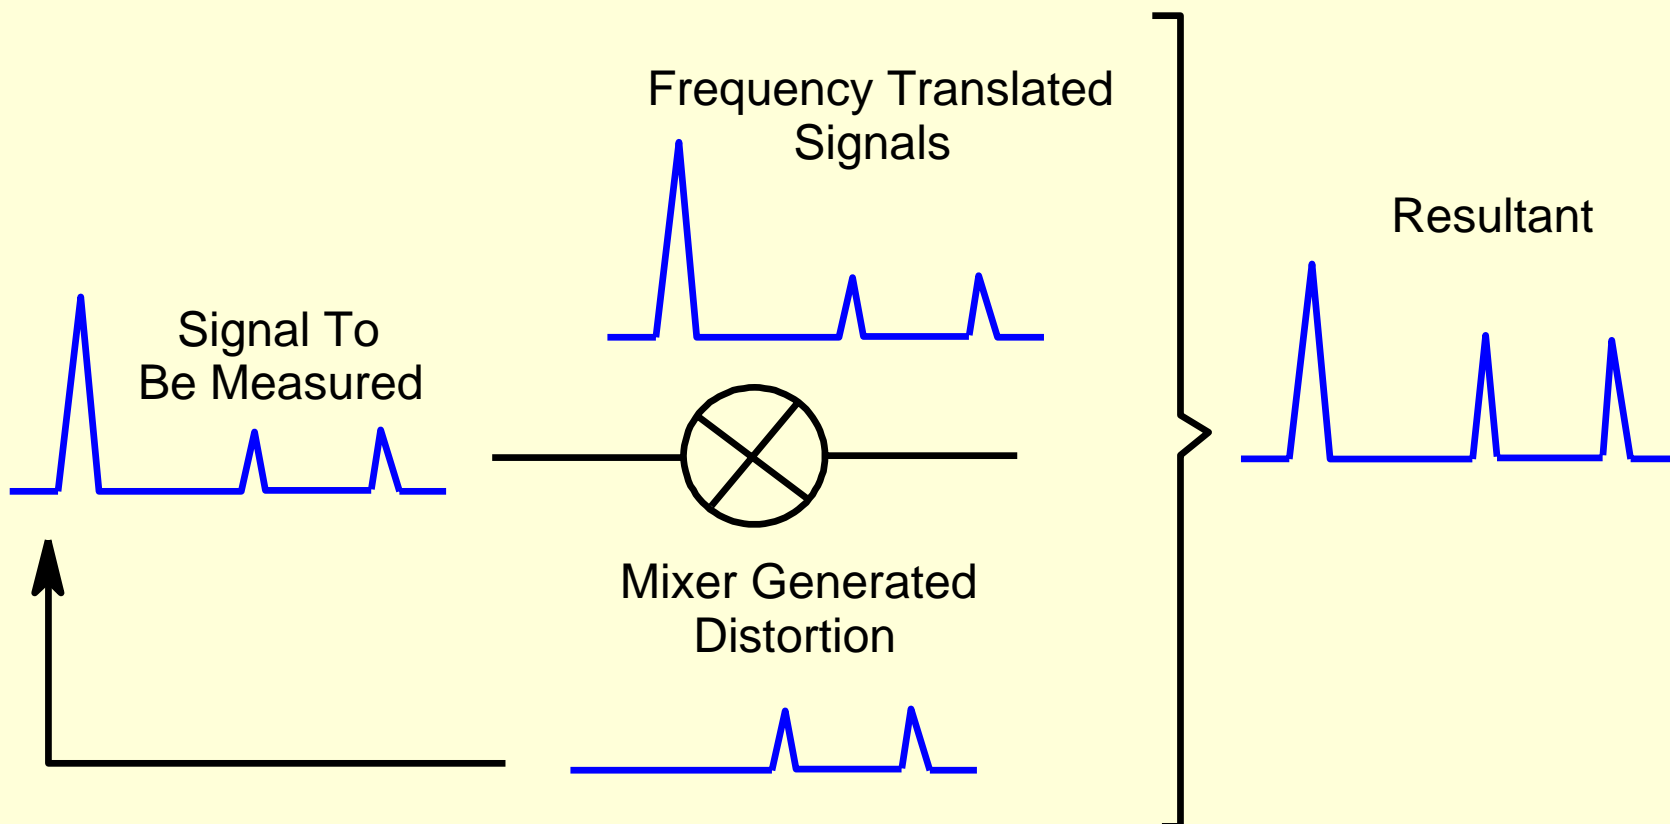 Frequency Translated
Signals
Resultant
Signal To
Be Measured
Mixer Generated
Distortion